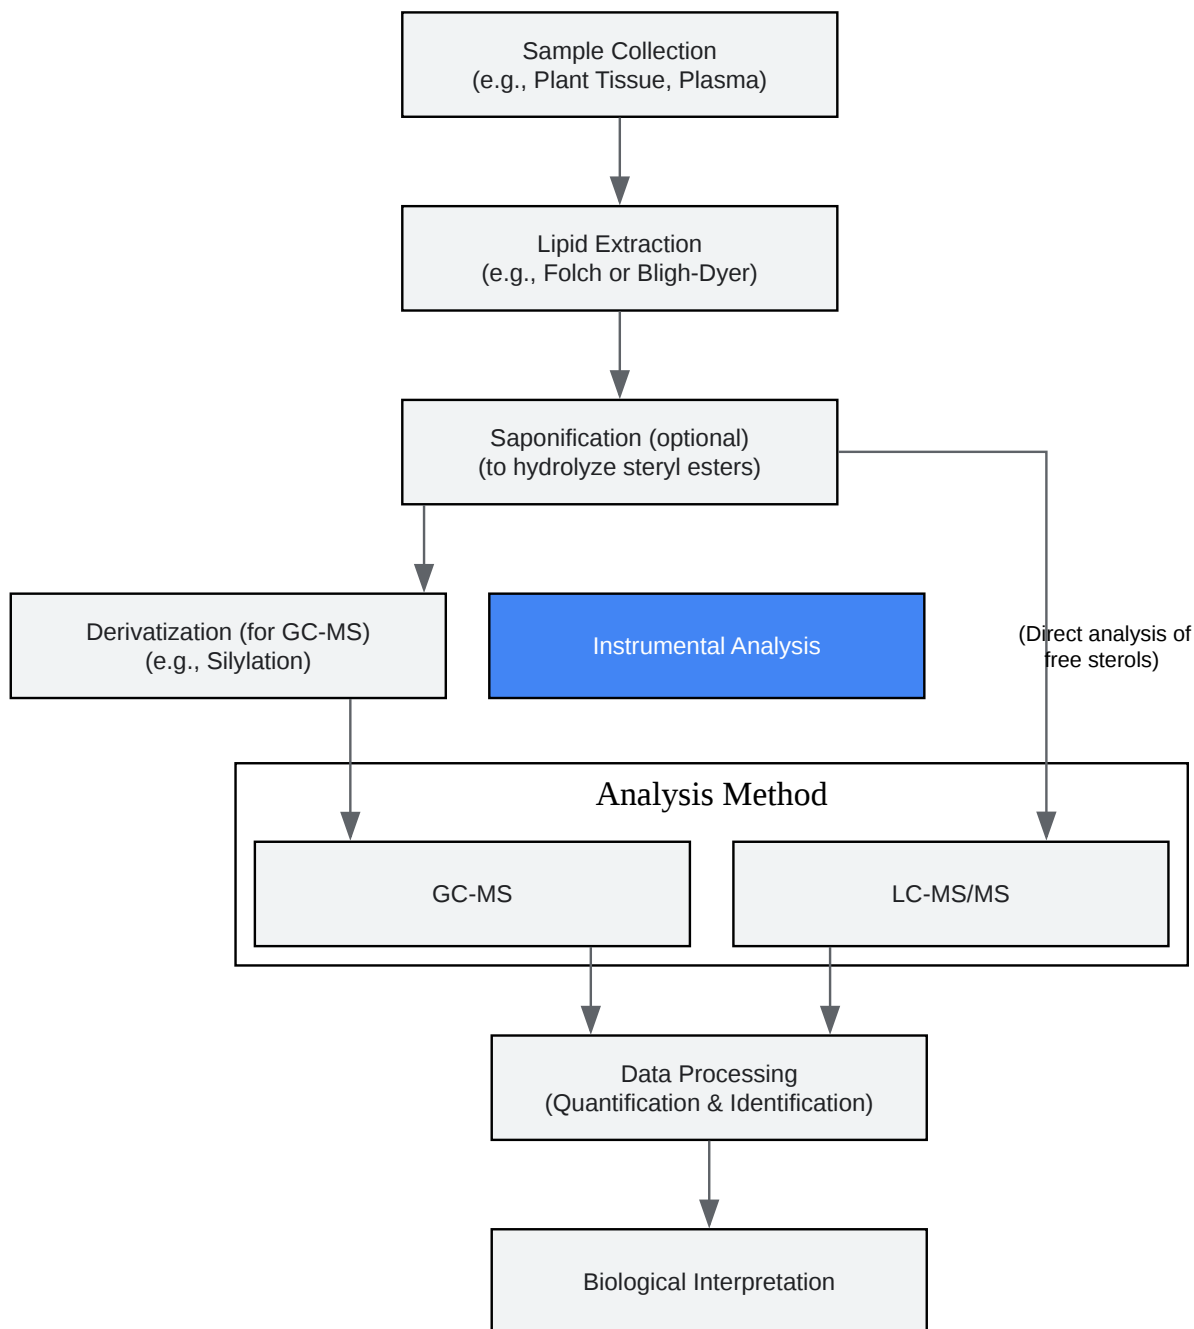 Sample Collection
(e.g., Plant Tissue, Plasma)
Lipid Extraction
(e.g., Folch or Bligh-Dyer)
Saponification (optional)
(to hydrolyze steryl esters)
Derivatization (for GC-MS)
(e.g., Silylation)
Instrumental Analysis
(Direct analysis of
free sterols)
Analysis Method
GC-MS
LC-MS/MS
Data Processing
(Quantification & Identification)
Biological Interpretation